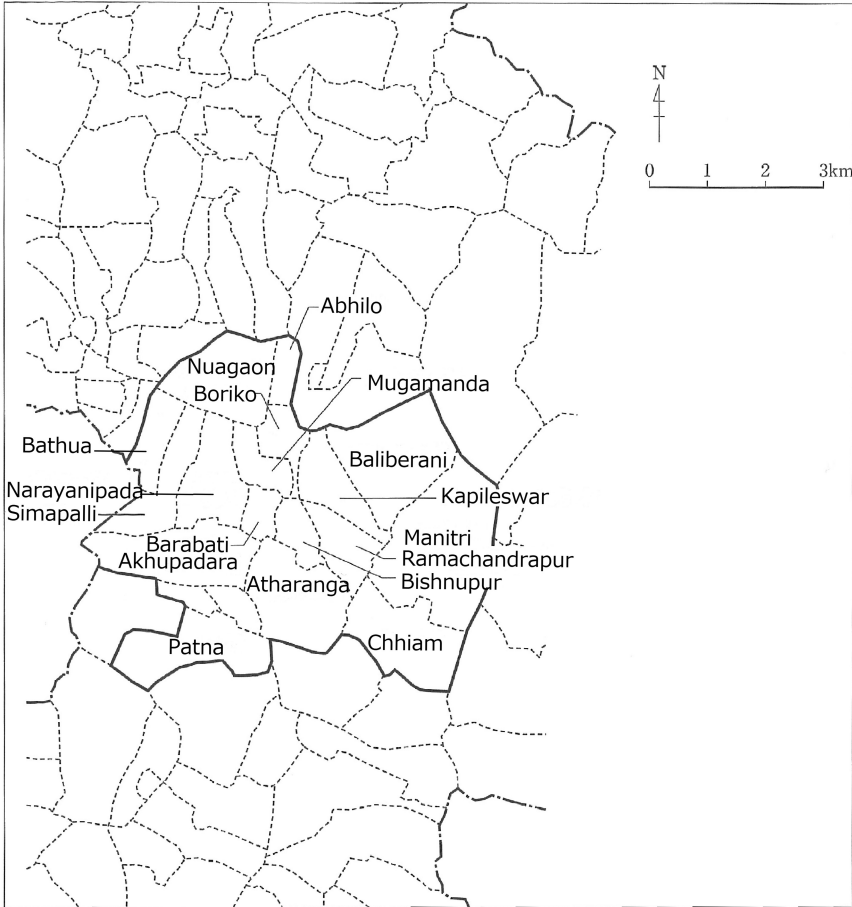 N
0 1 2 3km
Abhilo
Nuagaon
Mugamanda
Boriko
Bathua
Baliberani
Narayanipada
Kapileswar
Simapalli
Manitri
Barabati
Ramachandrapur
Akhupadara
Bishnupur
Atharanga
Chhiam
Patna